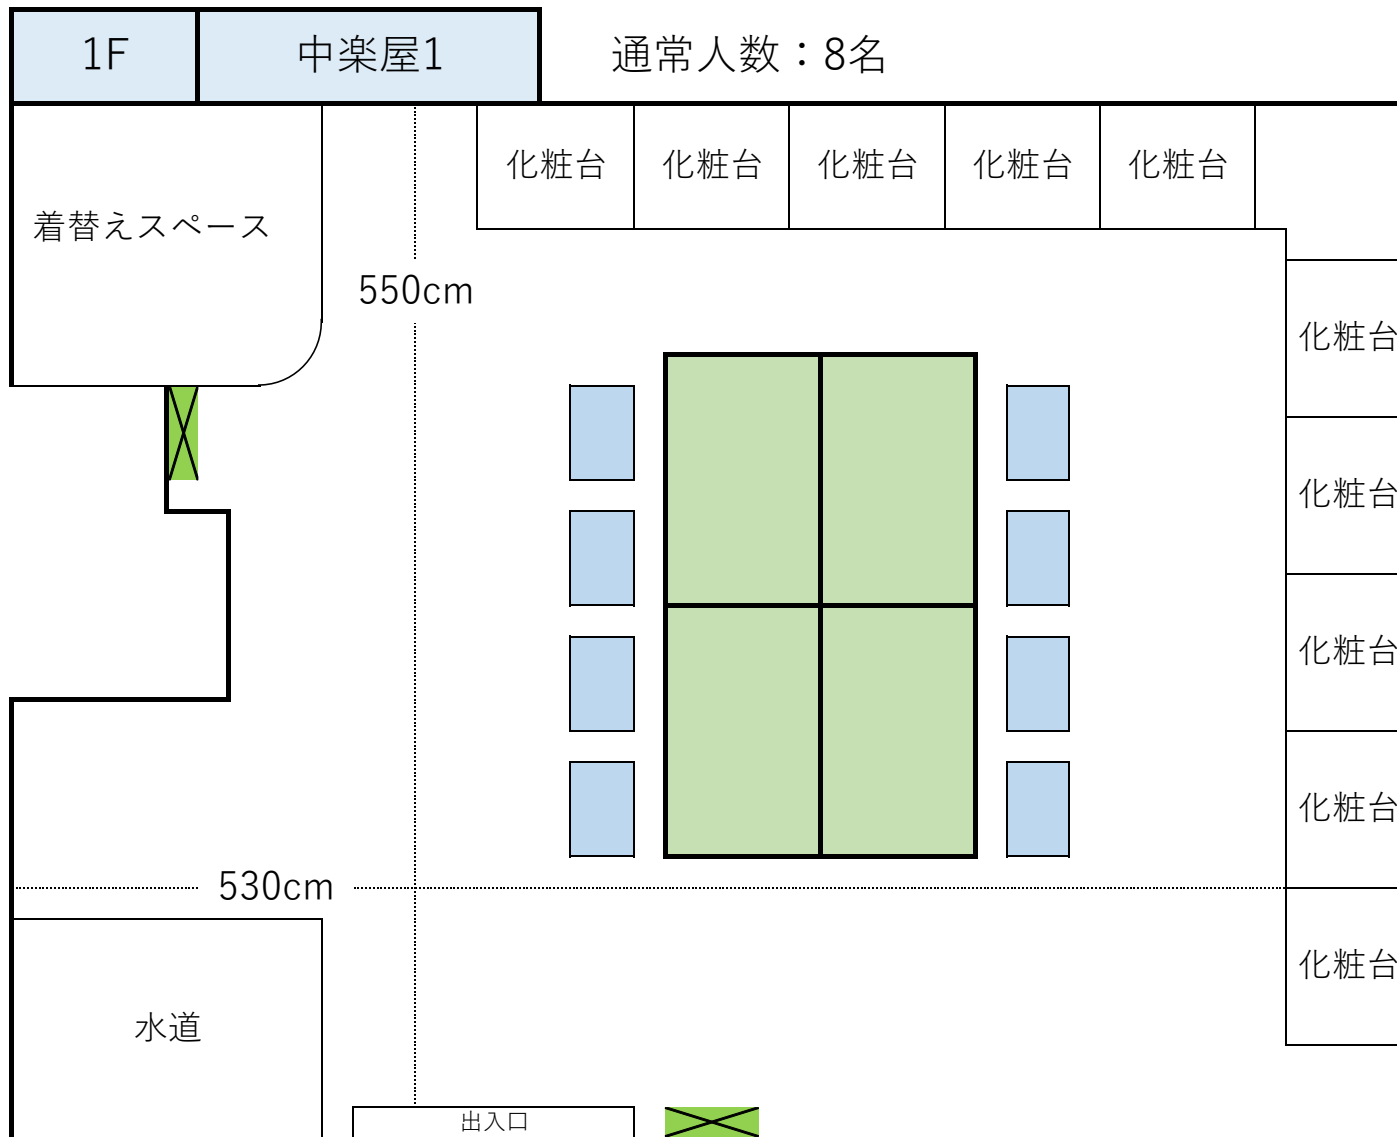 1F 中楽屋1 通常人数：8名
化粧台 化粧台 化粧台 化粧台 化粧台
着替えスペース
550cm
化粧台
化粧台
化粧台
化粧台
530cm
化粧台
水道
出入口